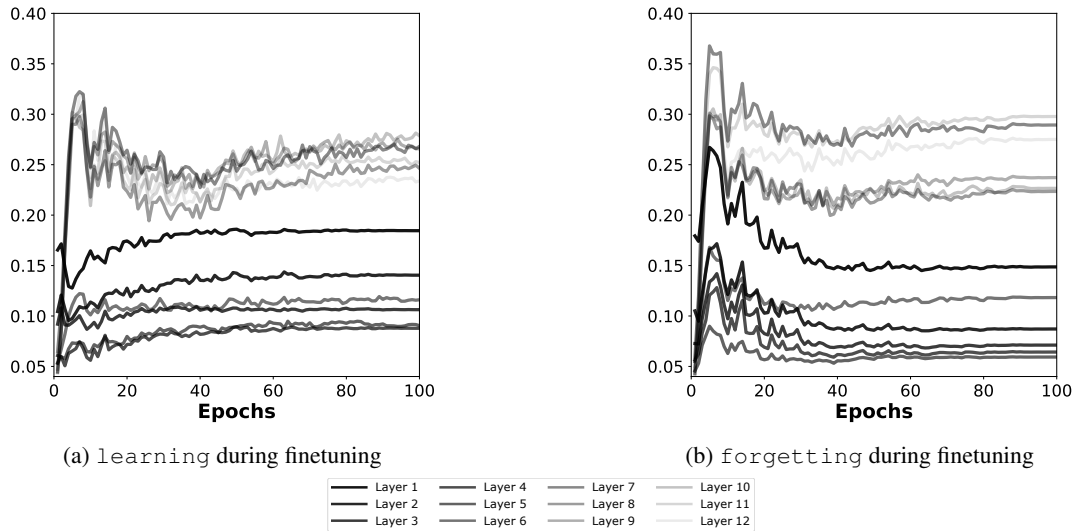 0.40
0.35
0.30
0.25
0.20
0.15
0.10
0.05
0 20 40 60 80 100
Epochs
(a) learning during finetuning
0.40
0.35
0.30
0.25
0.20
0.15
0.10
0.05
0 20 40 60 80 100
Epochs
(b) forgetting during finetuning
Layer 1 Layer 4 Layer 7 Layer 10
Layer 2 Layer 5 Layer 8 Layer 11
Layer 3 Layer 6 Layer 9 Layer 12